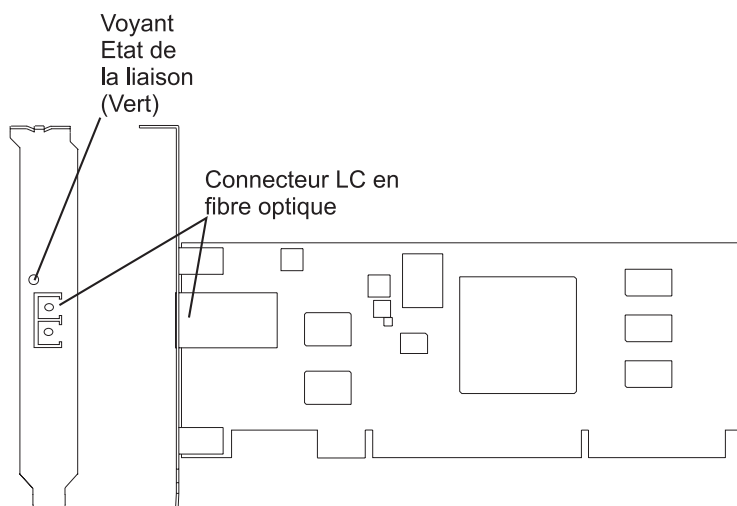 Voyant
Etat de
la liaison
(Vert)
Connecteur LC en
fibre optique